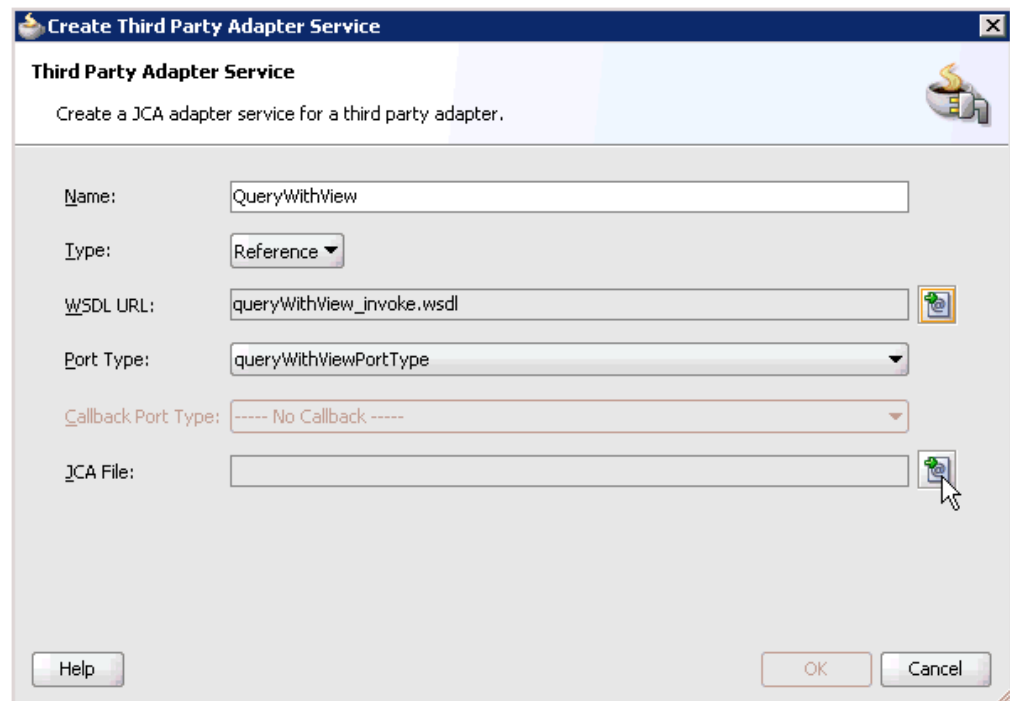 Create Third Party Adapter Service
Third Party Adapter Service
Create a JCA adapter service for a third party adapter.
Name: QueryWithView
Type: Reference
WSDL URL: queryWithView_invoke.wsdl
Port Type: queryWithViewPortType
Callback Port Type: ----- No Callback -----
JCA File:
Help OK Cancel